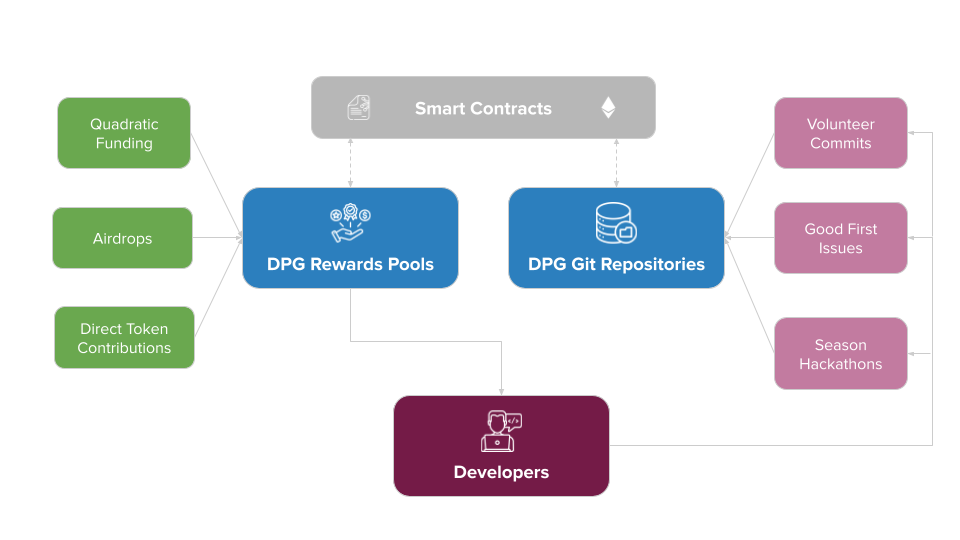 Smart Contracts
Quadratic
Funding
Airdrops
Direct Token
Contributions
DPG Rewards Pools
DPG Git Repositories
Volunteer
Commits
Good First
Issues
Season
Hackathons
Developers